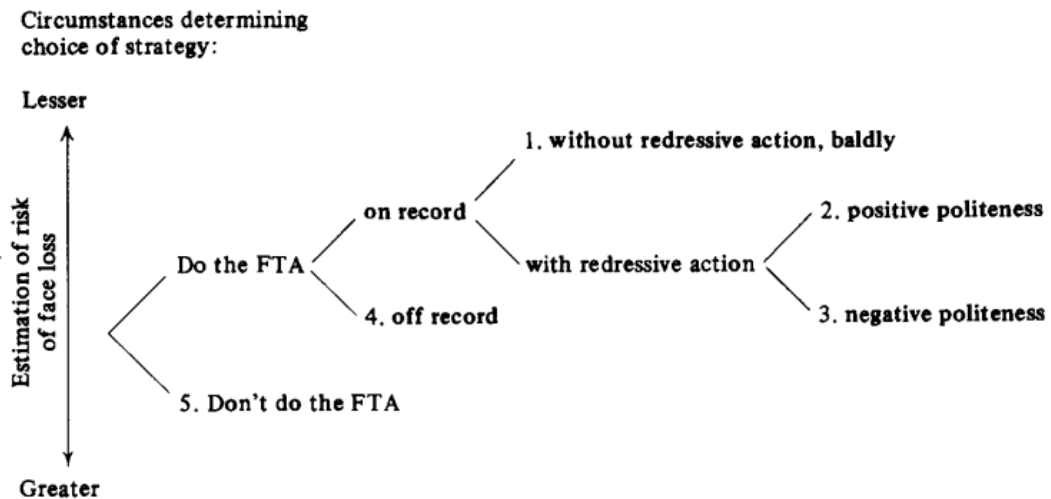 Circumstances determining
choice of strategy:
Lesser
Estimation of risk
of face loss
1. without redressive action, baldly
on record
2. positive politeness
Do the FTA
with redressive action
4. off record
3. negative politeness
5. Don't do the FTA
Greater